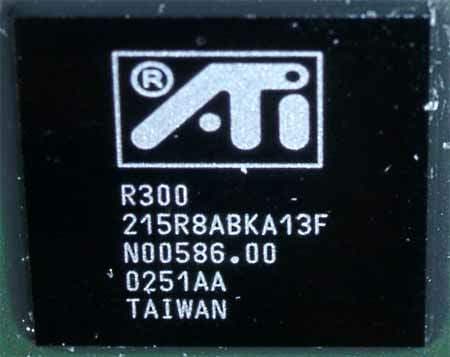 ® ATi
R300
215R8ABKA13F
N00586.00
0251AA
TAIWAN